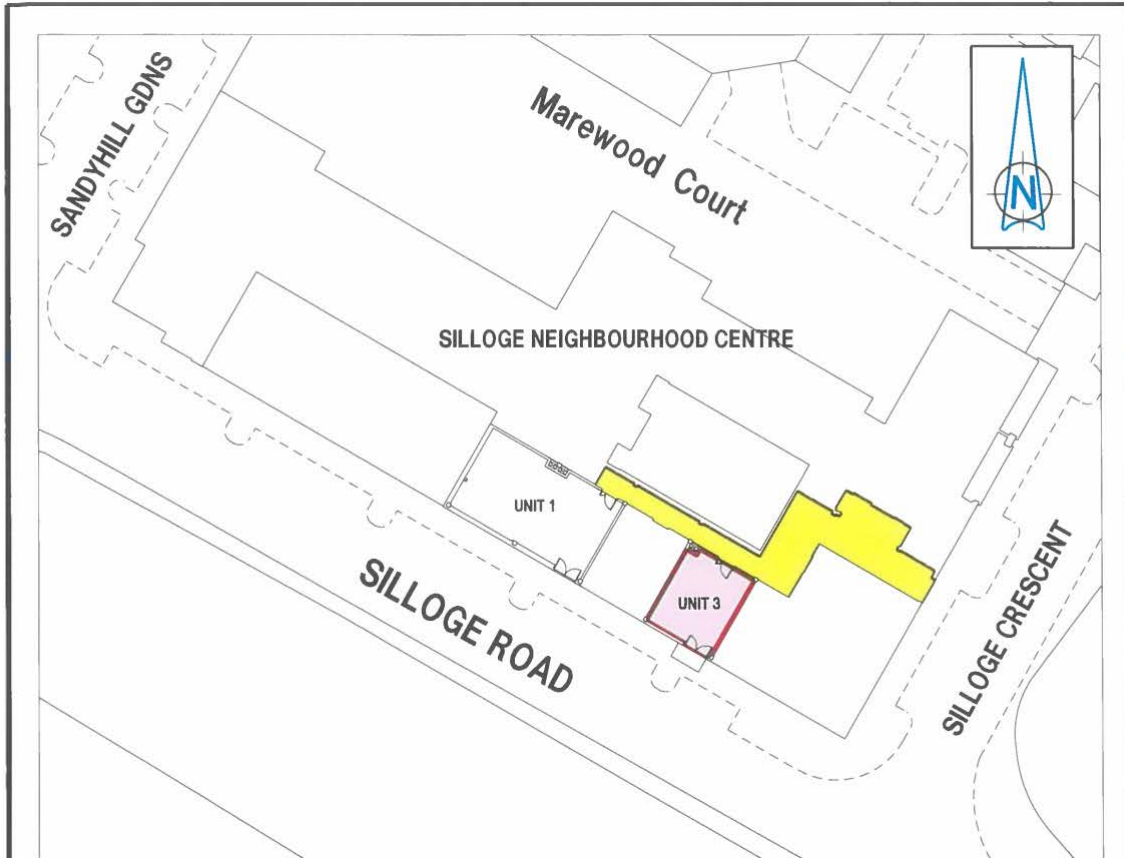 SANDYHILL GDNS
Marewood Court
N
SILLOGE NEIGHBOURHOOD CENTRE
UNIT 1
UNIT 3
SILLOGE ROAD
SILLOGE CRESCENT